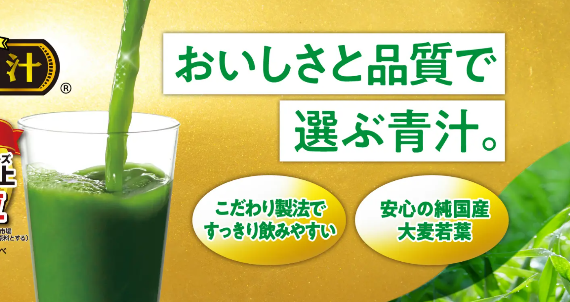 汁
®
おいしさと品質で
選ぶ青汁。
こだわり製法で
すっきり飲みやすい
安心の純国産
大麦若葉